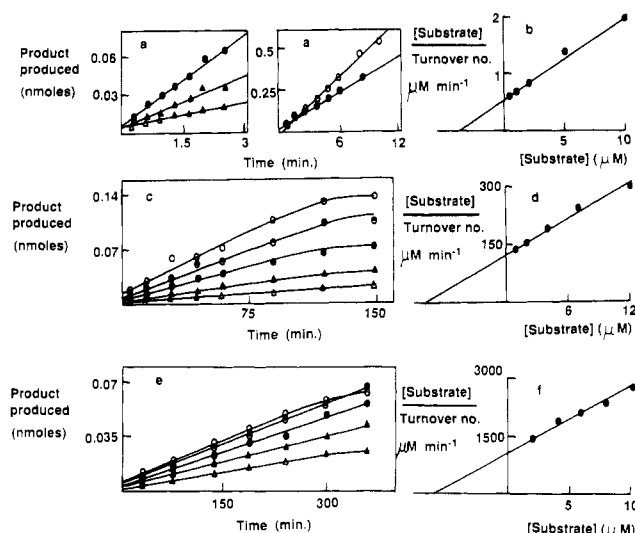 Product
produced
(nmoles)
0.06
0.03
a
1.5
3
Time (min.)
0.5
0.25
a
6
12
[Substrate]
Turnover no.
μM min⁻¹
2
1
b
5
10
[Substrate] (μM)
Product
produced
(nmoles)
0.14
0.07
c
75
150
Time (min.)
[Substrate]
Turnover no.
μM min⁻¹
300
150
d
6
12
[Substrate] (μM)
Product
produced
(nmoles)
0.07
0.035
e
150
300
Time (min.)
[Substrate]
Turnover no.
μM min⁻¹
3000
1500
f
5
10
[Substrate] (μM)